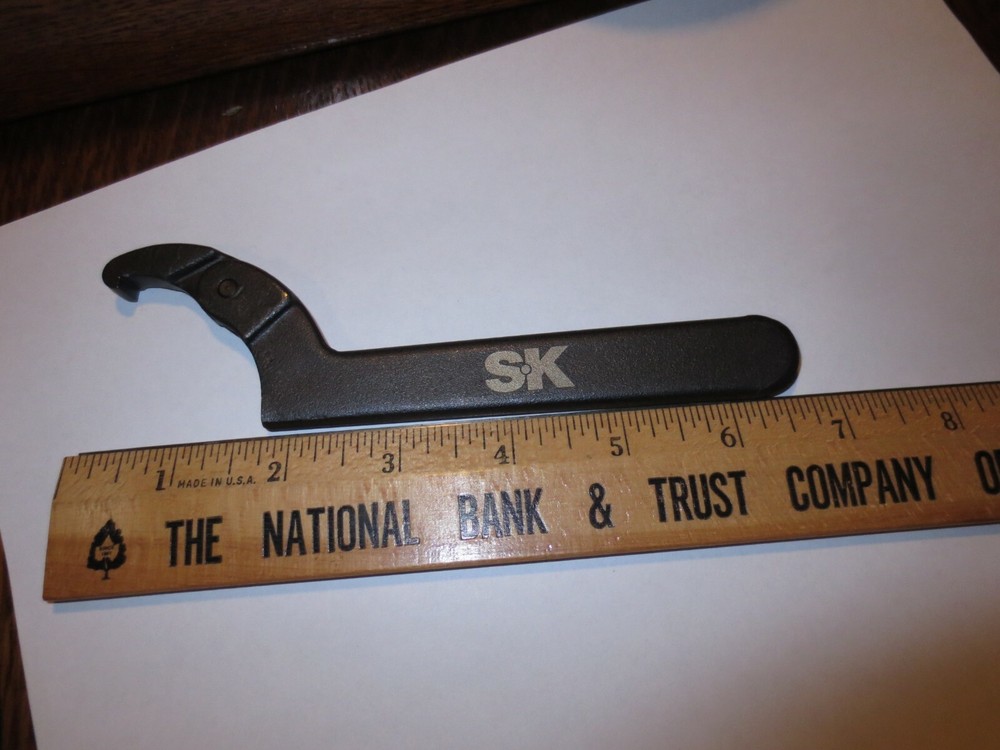 SK
1 2 3 4 5 6 7 8
MADE IN U.S.A.
THE NATIONAL BANK & TRUST COMPANY